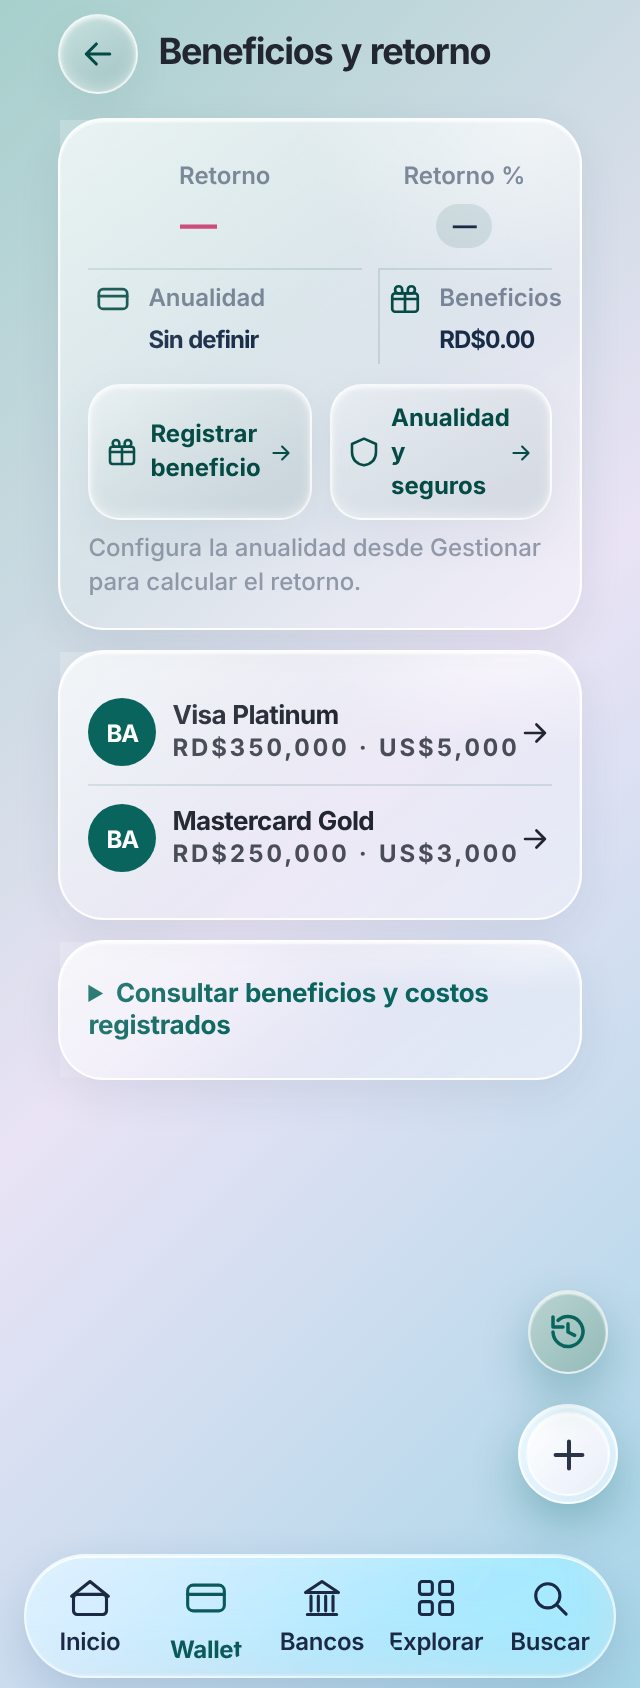 Beneficios y retorno
Retorno
Retorno %
—
—
Anualidad
Sin definir
Beneficios
RD$0.00
Registrar
beneficio
Anualidad
y
seguros
Configura la anualidad desde Gestionar
para calcular el retorno.
BA
Visa Platinum
RD$350,000 · US$5,000
BA
Mastercard Gold
RD$250,000 · US$3,000
Consultar beneficios y costos
registrados
Inicio
Wallet
Bancos
Explorar
Buscar